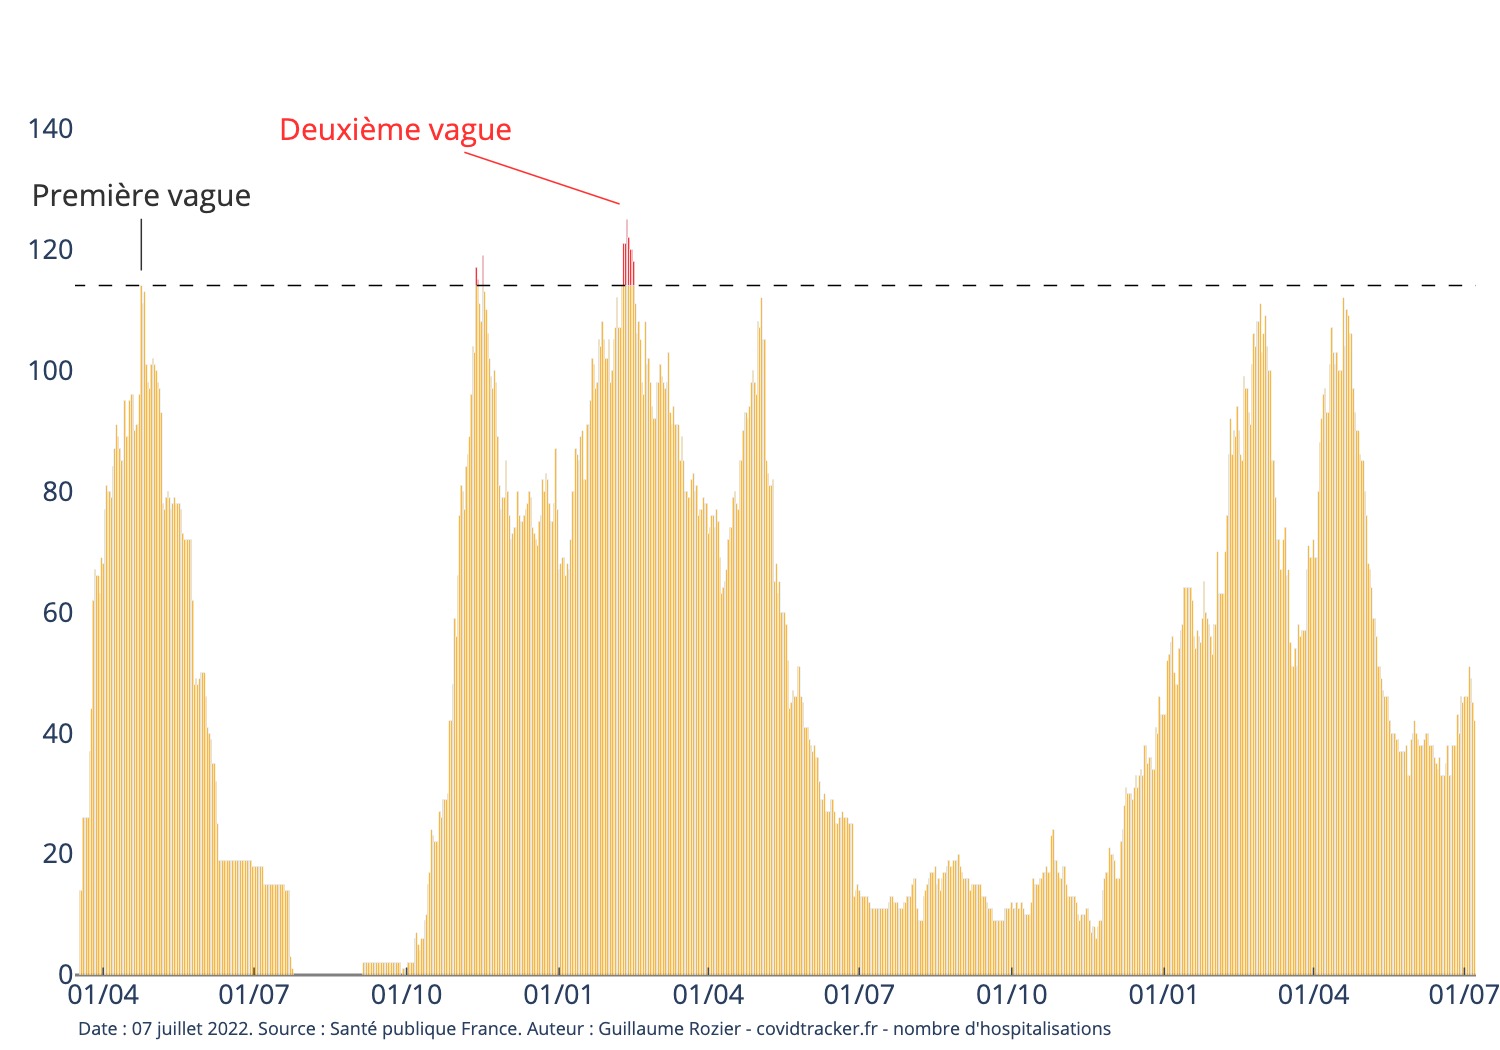 140
Deuxième vague
Première vague
120
100
80
60
40
20
0
01/04 01/07 01/10 01/01 01/04 01/07 01/10 01/01 01/04 01/07
Date : 07 juillet 2022. Source : Santé publique France. Auteur : Guillaume Rozier - covidtracker.fr - nombre d'hospitalisations